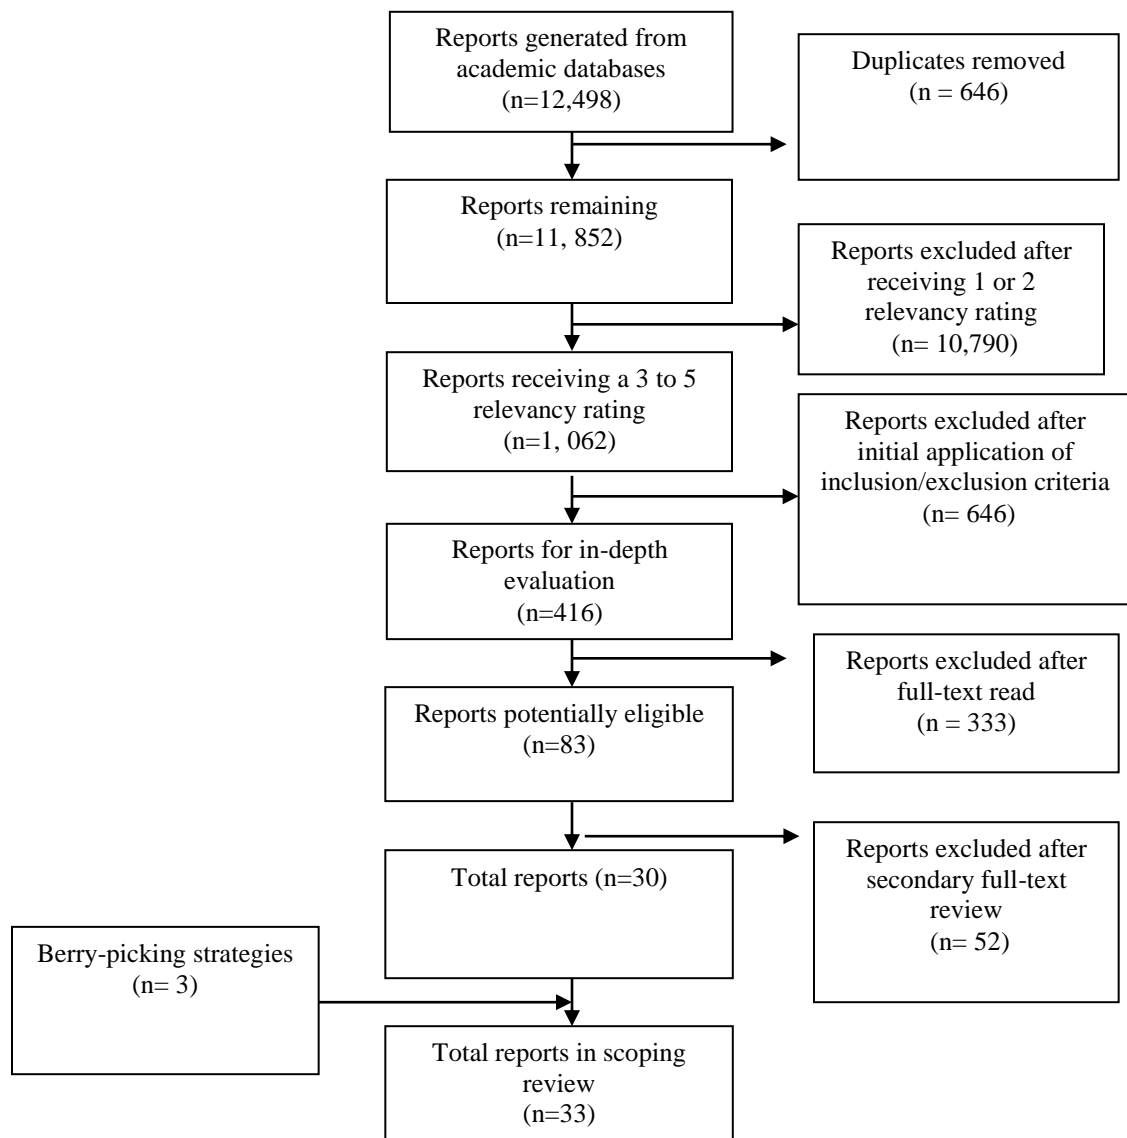 Reports generated from
academic databases
(n=12,498)
Duplicates removed
(n = 646)
Reports remaining
(n=11, 852)
Reports excluded after
receiving 1 or 2
relevancy rating
(n= 10,790)
Reports receiving a 3 to 5
relevancy rating
(n=1, 062)
Reports excluded after
initial application of
inclusion/exclusion criteria
(n= 646)
Reports for in-depth
evaluation
(n=416)
Reports excluded after
full-text read
(n = 333)
Reports potentially eligible
(n=83)
Reports excluded after
secondary full-text
review
(n= 52)
Total reports (n=30)
Berry-picking strategies
(n= 3)
Total reports in scoping
review
(n=33)